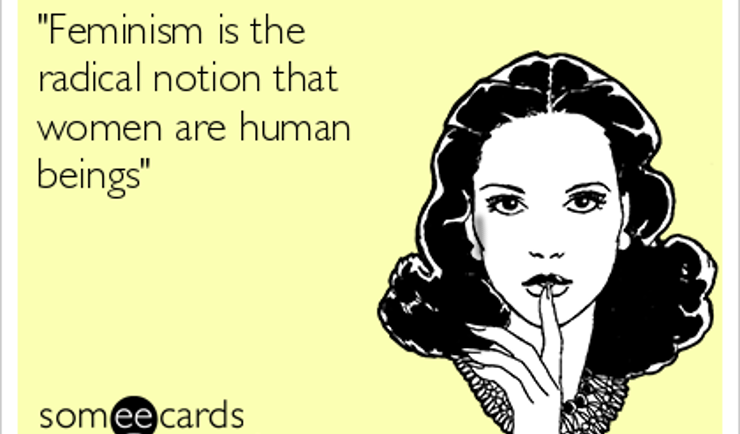 "Feminism is the
radical notion that
women are human
beings"
someecards